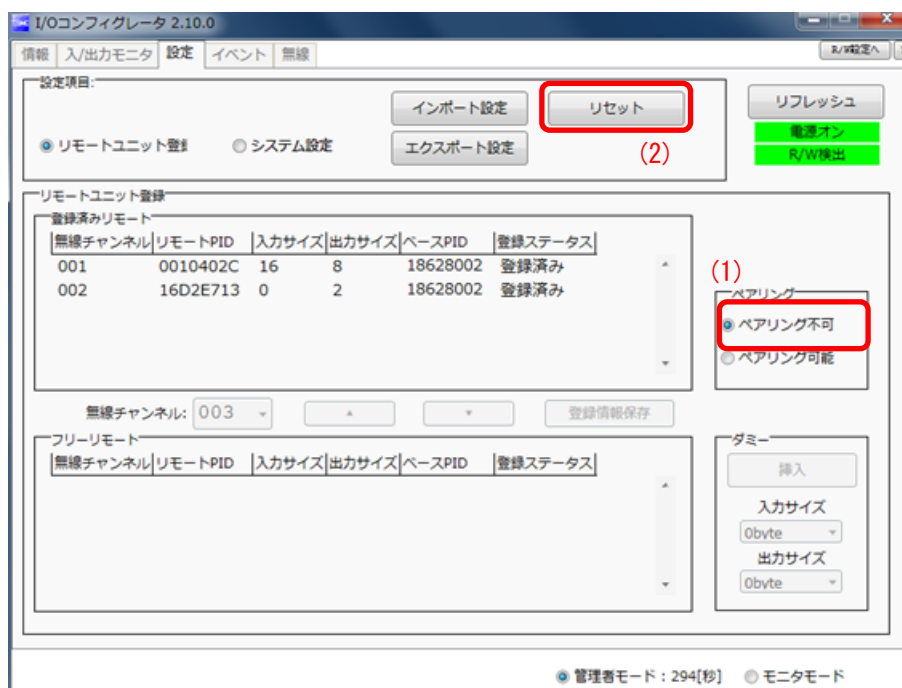 I/Oコンフィグレータ 2.10.0
情報 入/出力モニタ 設定 イベント 無線 R/W設定へ
設定項目:
インポート設定 リセット リフレッシュ
リモートユニット登録 システム設定 エクスポート設定 (2) 電源オン
R/W検出
リモートユニット登録
登録済みリモート
無線チャンネル リモートPID 入力サイズ 出力サイズ ベースPID 登録ステータス
001 0010402C 16 8 18628002 登録済み
002 16D2E713 0 2 18628002 登録済み
(1)
ペアリング
ペアリング不可
ペアリング可能
無線チャンネル: 003 登録情報保存
フリーリモート
無線チャンネル リモートPID 入力サイズ 出力サイズ ベースPID 登録ステータス
ダミー
挿入
入力サイズ
0byte
出力サイズ
0byte
管理者モード : 294[秒] モニタモード